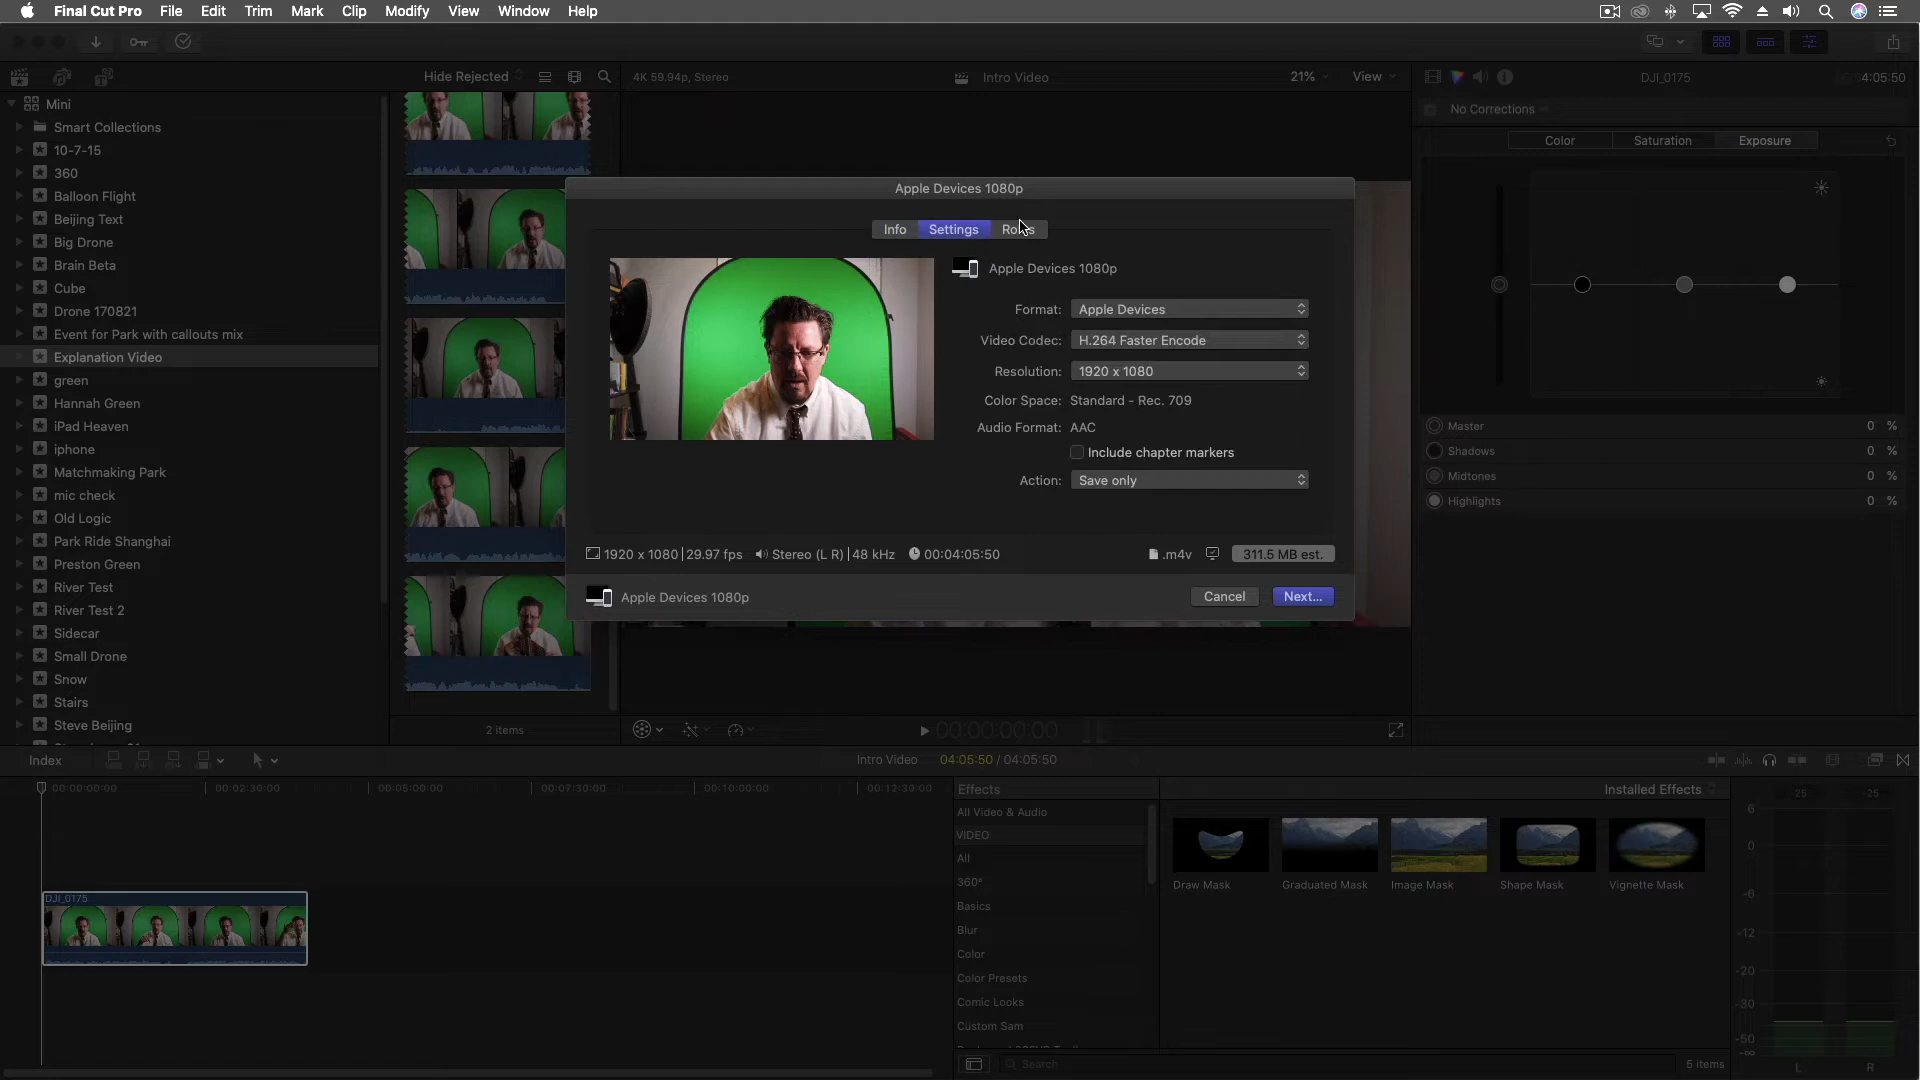 Final Cut Pro File Edit Trim Mark Clip Modify View Window Help
Hide Rejected
4K 59.94p, Stereo
Intro Video
21%
View
DJI_0175
4:05:50
Mini
Smart Collections
10-7-15
360
Balloon Flight
Beijing Text
Big Drone
Brain Beta
Cube
Drone 170821
Event for Park with callouts mix
Explanation Video
green
Hannah Green
iPad Heaven
iphone
Matchmaking Park
mic check
Old Logic
Park Ride Shanghai
Preston Green
River Test
River Test 2
Sidecar
Small Drone
Snow
Stairs
Steve Beijing
2 items
Apple Devices 1080p
Info Settings
Apple Devices 1080p
Format: Apple Devices
Video Codec: H.264 Faster Encode
Resolution: 1920 x 1080
Color Space: Standard - Rec. 709
Audio Format: AAC
Include chapter markers
Action: Save only
1920 x 1080 | 29.97 fps Stereo (L R) | 48 kHz 00:04:05:50 .m4v 311.5 MB est.
Apple Devices 1080p
Cancel Next...
00:00:00:00
No Corrections
Color Saturation Exposure
Master 0 %
Shadows 0 %
Midtones 0 %
Highlights 0 %
Index
Intro Video 04:05:50 / 04:05:50
00:00:00:00 00:02:30:00 00:05:00:00 00:07:30:00 00:10:00:00 00:12:30:00
DJI_0175
Effects
Installed Effects
All Video & Audio
VIDEO
All
360°
Basics
Blur
Color
Color Presets
Comic Looks
Custom Sam
Draw Mask Graduated Mask Image Mask Shape Mask Vignette Mask
Search
5 items
-25 -25
6
0
-6
-12
-20
-30
-50
-∞
L R